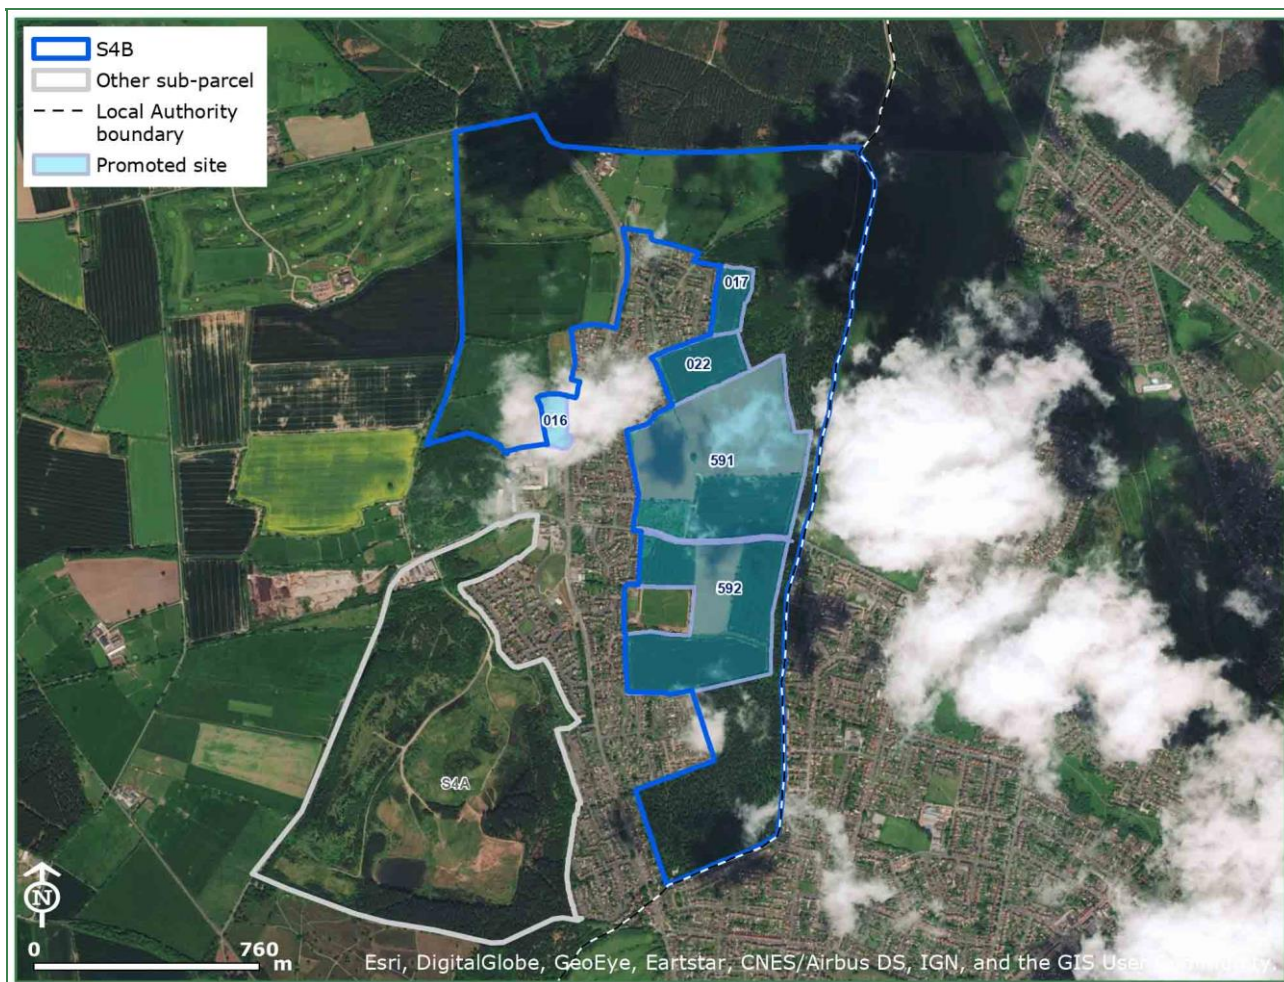 S4B
Other sub-parcel
Local Authority
boundary
Promoted site
017
022
016
591
592
S4A
N
0
760
m
Esri, DigitalGlobe, GeoEye, Eartstar, CNES/Airbus DS, IGN, and the GIS User Community